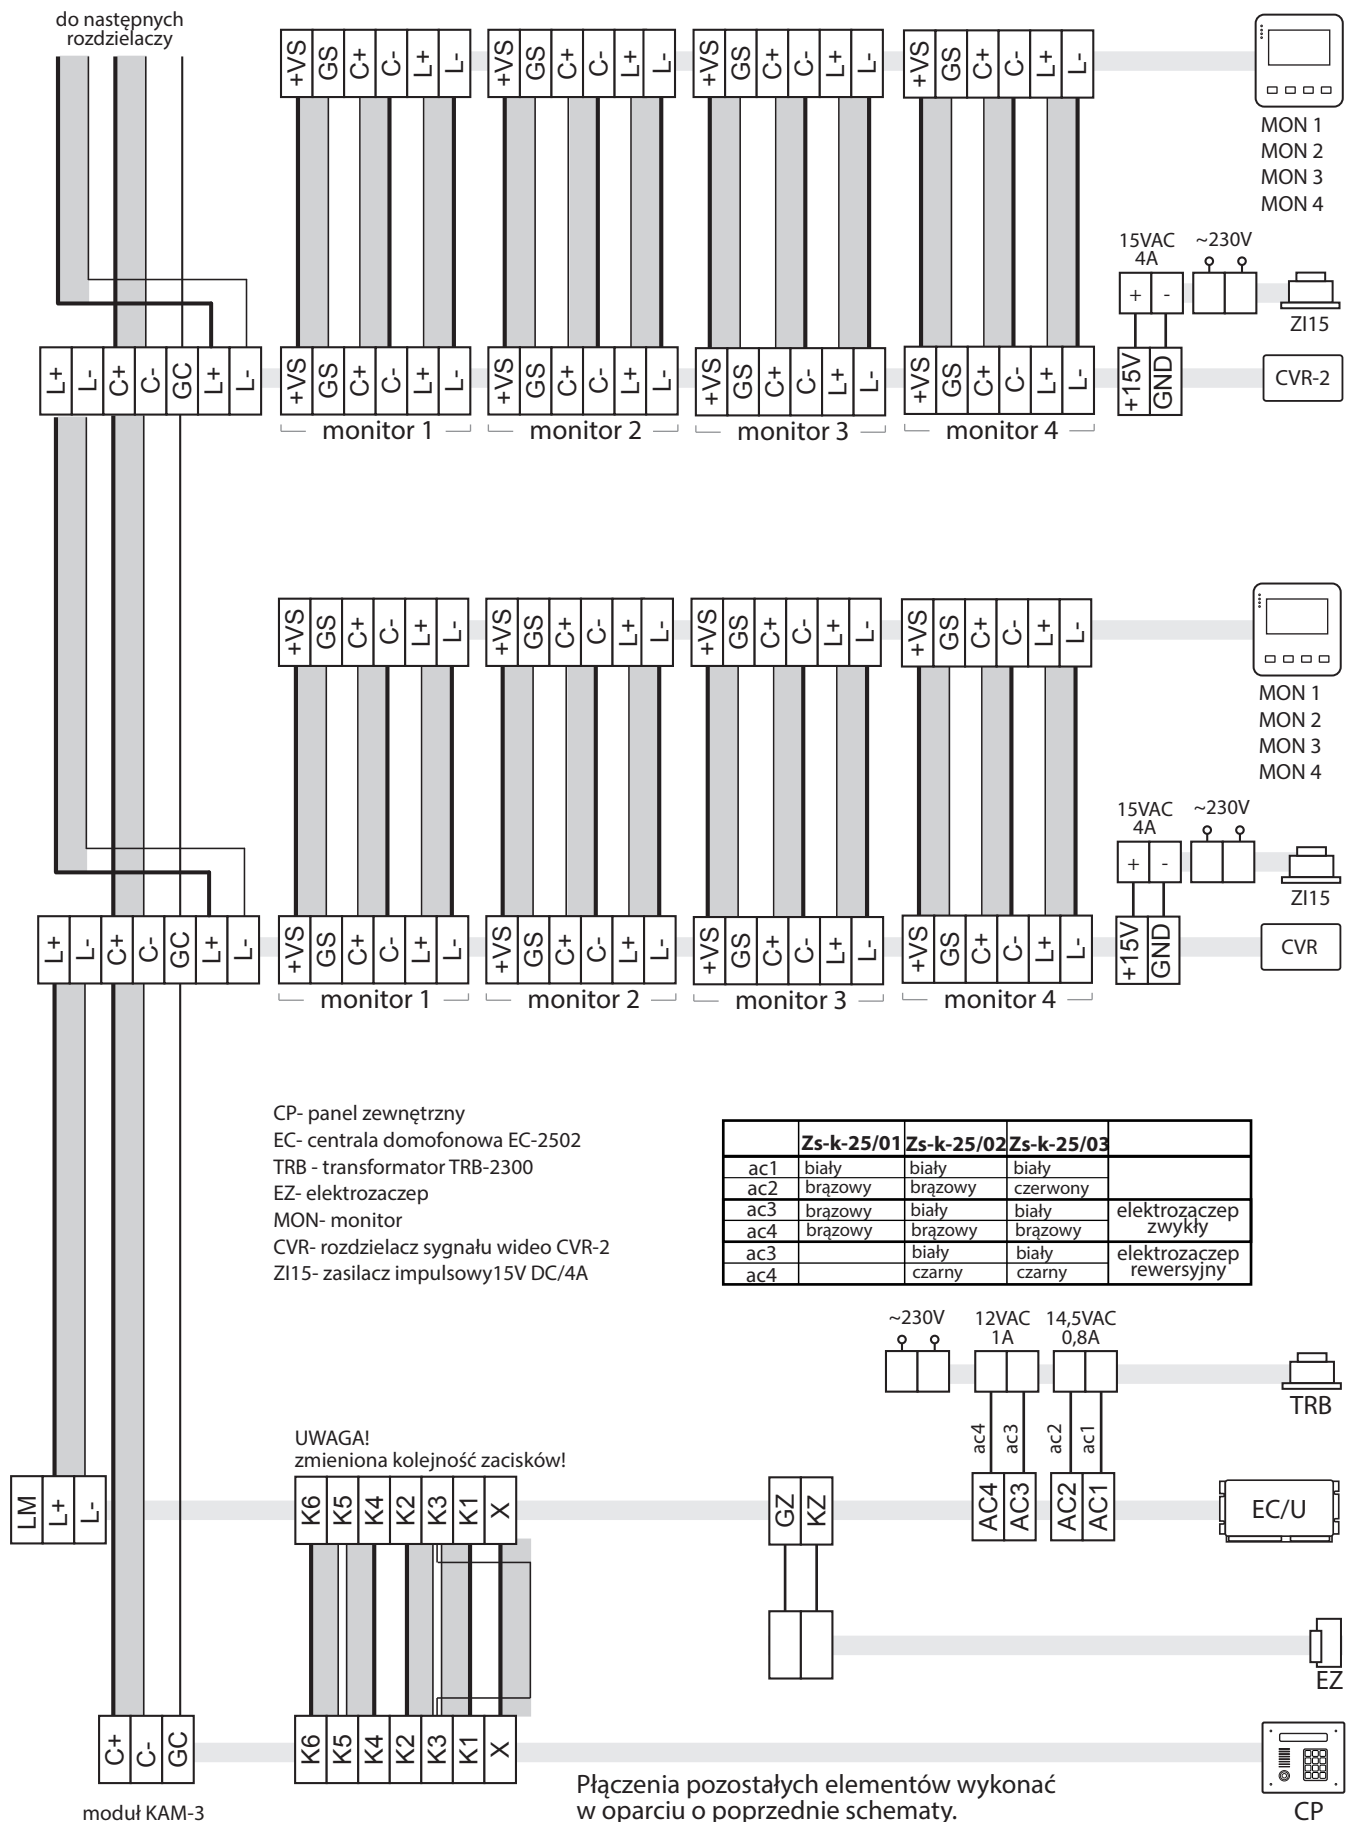 do następnych
rozdzielaczy
+VS GS C+ C- L+ L- +VS GS C+ C- L+ L- +VS GS C+ C- L+ L- +VS GS C+ C- L+ L-
MON 1
MON 2
MON 3
MON 4
15VAC ~230V
4A
+ -
ZI15
L+ L- C+ C- GC L+ L- +VS GS C+ C- L+ L- +VS GS C+ C- L+ L- +VS GS C+ C- L+ L- +VS GS C+ C- L+ L- +15V GND CVR-2
monitor 1 monitor 2 monitor 3 monitor 4
+VS GS C+ C- L+ L- +VS GS C+ C- L+ L- +VS GS C+ C- L+ L- +VS GS C+ C- L+ L-
MON 1
MON 2
MON 3
MON 4
15VAC ~230V
4A
+ -
ZI15
L+ L- C+ C- GC L+ L- +VS GS C+ C- L+ L- +VS GS C+ C- L+ L- +VS GS C+ C- L+ L- +VS GS C+ C- L+ L- +15V GND CVR
monitor 1 monitor 2 monitor 3 monitor 4
CP- panel zewnętrzny
EC- centrala domofonowa EC-2502
TRB - transformator TRB-2300
EZ- elektrozaczep
MON- monitor
CVR- rozdzielacz sygnału wideo CVR-2
ZI15- zasilacz impulsowy15V DC/4A
Zs-k-25/01 Zs-k-25/02 Zs-k-25/03
ac1 biały biały biały
ac2 brązowy brązowy czerwony
ac3 brązowy biały biały elektrozaczep
ac4 brązowy brązowy brązowy zwykły
ac3 biały biały elektrozaczep
ac4 czarny czarny rewersyjny
~230V 12VAC 14,5VAC
1A 0,8A
TRB
ac4 ac3 ac2 ac1
UWAGA!
zmieniona kolejność zacisków!
LM L+ L- K6 K5 K4 K2 K3 K1 X GZ KZ AC4 AC3 AC2 AC1 EC/U
EZ
C+ C- GC K6 K5 K4 K2 K3 K1 X
moduł KAM-3
Płączenia pozostałych elementów wykonać
w oparciu o poprzednie schematy.
CP